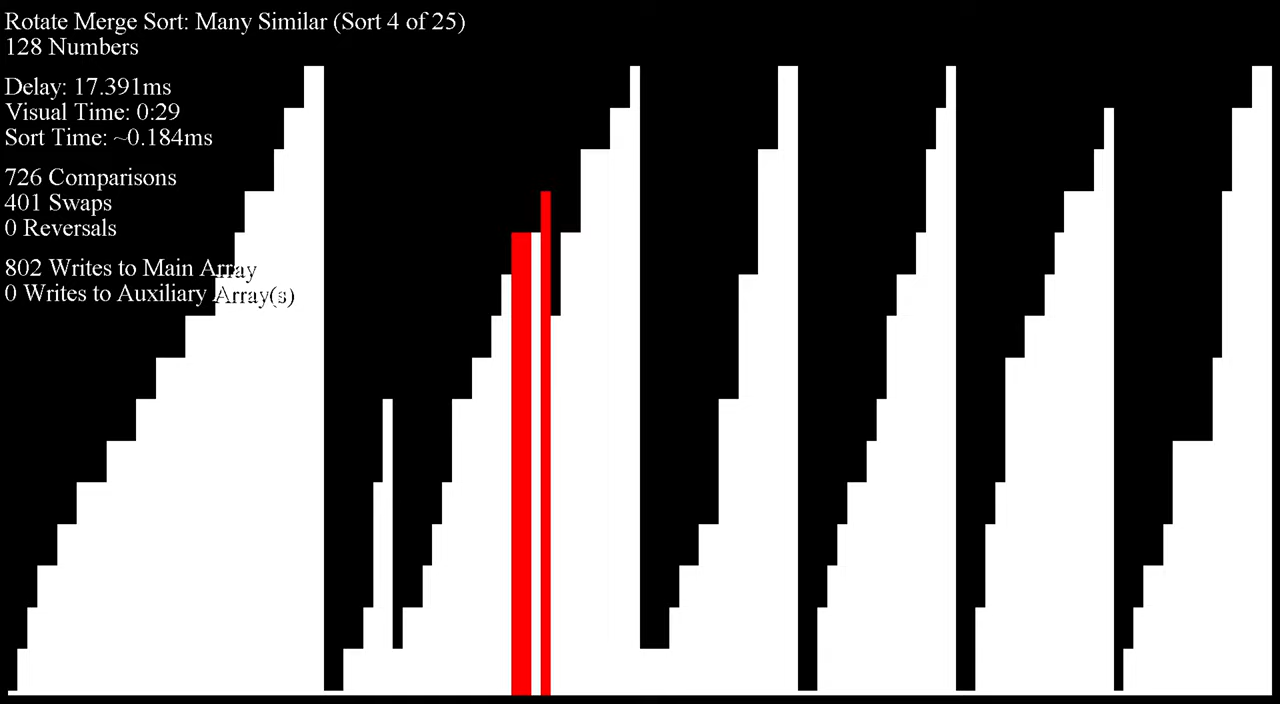 Rotate Merge Sort: Many Similar (Sort 4 of 25)
128 Numbers
Delay: 17.391ms
Visual Time: 0:29
Sort Time: ~0.184ms
726 Comparisons
401 Swaps
0 Reversals
802 Writes to Main Array
0 Writes to Auxiliary Array(s)